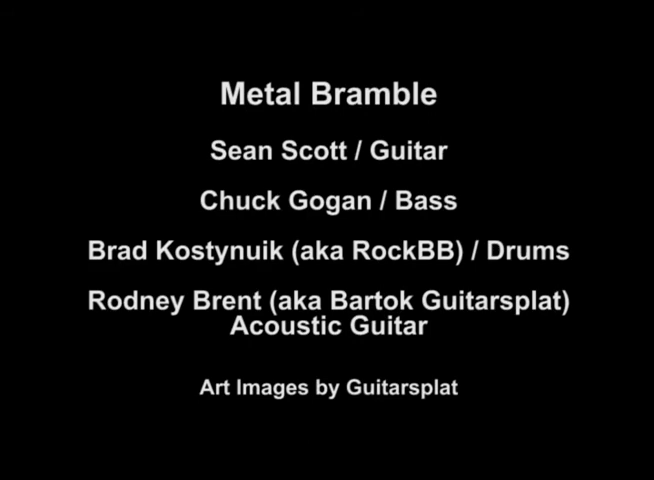 Metal Bramble
Sean Scott / Guitar
Chuck Gogan / Bass
Brad Kostynuik (aka RockBB) / Drums
Rodney Brent (aka Bartok Guitarsplat)
Acoustic Guitar
Art Images by Guitarsplat